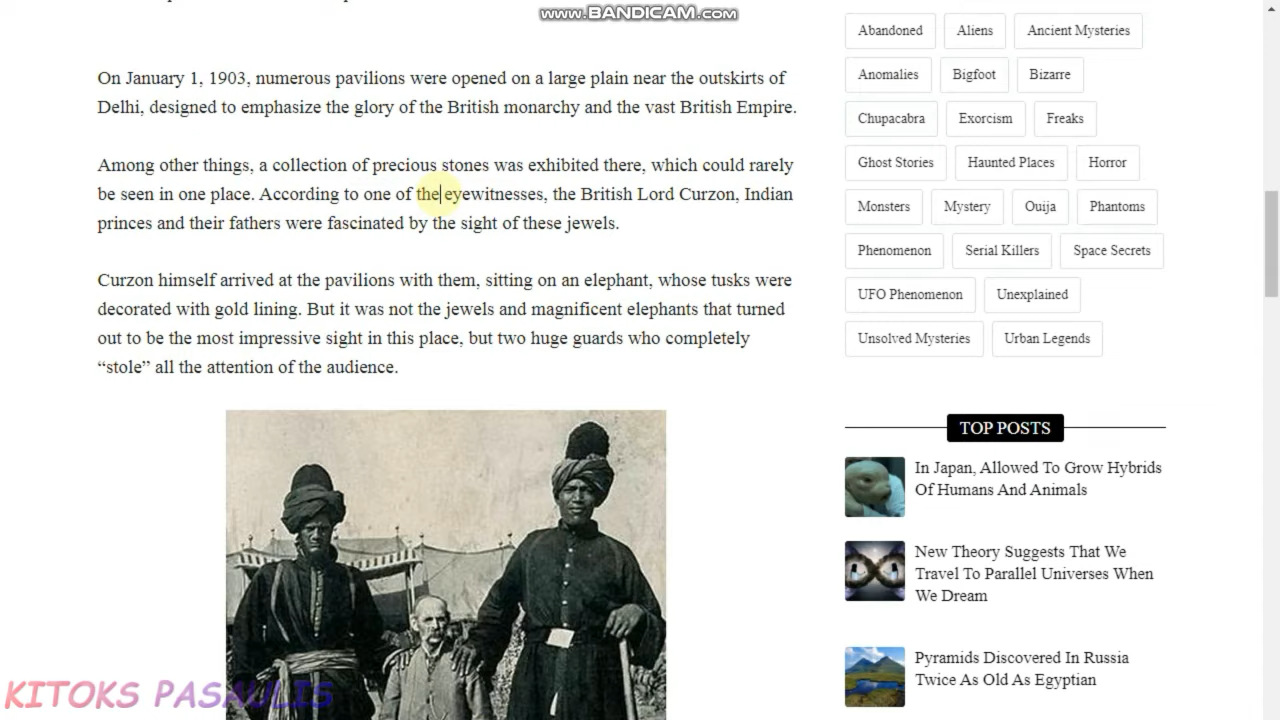 www.BANDICAM.com
On January 1, 1903, numerous pavilions were opened on a large plain near the outskirts of
Delhi, designed to emphasize the glory of the British monarchy and the vast British Empire.
Among other things, a collection of precious stones was exhibited there, which could rarely
be seen in one place. According to one of the eyewitnesses, the British Lord Curzon, Indian
princes and their fathers were fascinated by the sight of these jewels.
Curzon himself arrived at the pavilions with them, sitting on an elephant, whose tusks were
decorated with gold lining. But it was not the jewels and magnificent elephants that turned
out to be the most impressive sight in this place, but two huge guards who completely
“stole” all the attention of the audience.
KITOKS PASAULIS
Abandoned Aliens Ancient Mysteries
Anomalies Bigfoot Bizarre
Chupacabra Exorcism Freaks
Ghost Stories Haunted Places Horror
Monsters Mystery Ouija Phantoms
Phenomenon Serial Killers Space Secrets
UFO Phenomenon Unexplained
Unsolved Mysteries Urban Legends
TOP POSTS
In Japan, Allowed To Grow Hybrids
Of Humans And Animals
New Theory Suggests That We
Travel To Parallel Universes When
We Dream
Pyramids Discovered In Russia
Twice As Old As Egyptian